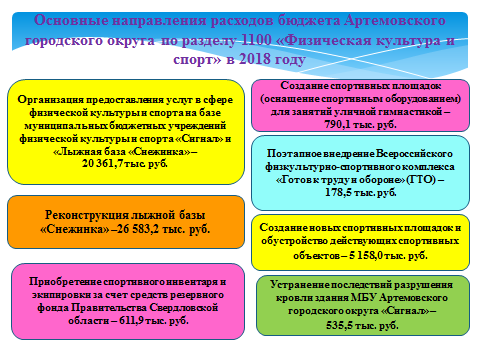 Основные направления расходов бюджета Артемовского
городского округа по разделу 1100 «Физическая культура и
спорт» в 2018 году
Организация предоставления услуг в сфере
физической культуры и спорта на базе
муниципальных бюджетных учреждений
физической культуры и спорта «Сигнал» и
«Лыжная база «Снежинка» –
20 361,7 тыс. руб.
Реконструкция лыжной базы
«Снежинка» –26 583,2 тыс. руб.
Приобретение спортивного инвентаря и
экипировки за счет средств резервного
фонда Правительства Свердловской
области – 611,9 тыс. руб.
Создание спортивных площадок
(оснащение спортивным оборудованием)
для занятий уличной гимнастикой –
790,1 тыс. руб.
Поэтапное внедрение Всероссийского
физкультурно-спортивного комплекса
«Готов к труду и обороне» (ГТО) –
178,5 тыс. руб.
Создание новых спортивных площадок и
обустройство действующих спортивных
объектов – 5 158,0 тыс. руб.
Устранение последствий разрушения
кровли здания МБУ Артемовского
городского округа «Сигнал»–
535,5 тыс. руб.